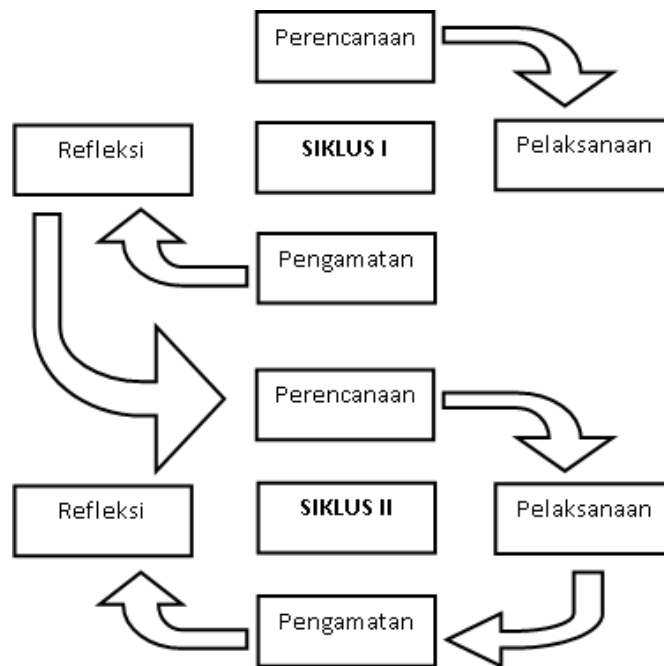 Perencanaan
Refleksi
SIKLUS I
Pelaksanaan
Pengamatan
Perencanaan
Refleksi
SIKLUS II
Pelaksanaan
Pengamatan